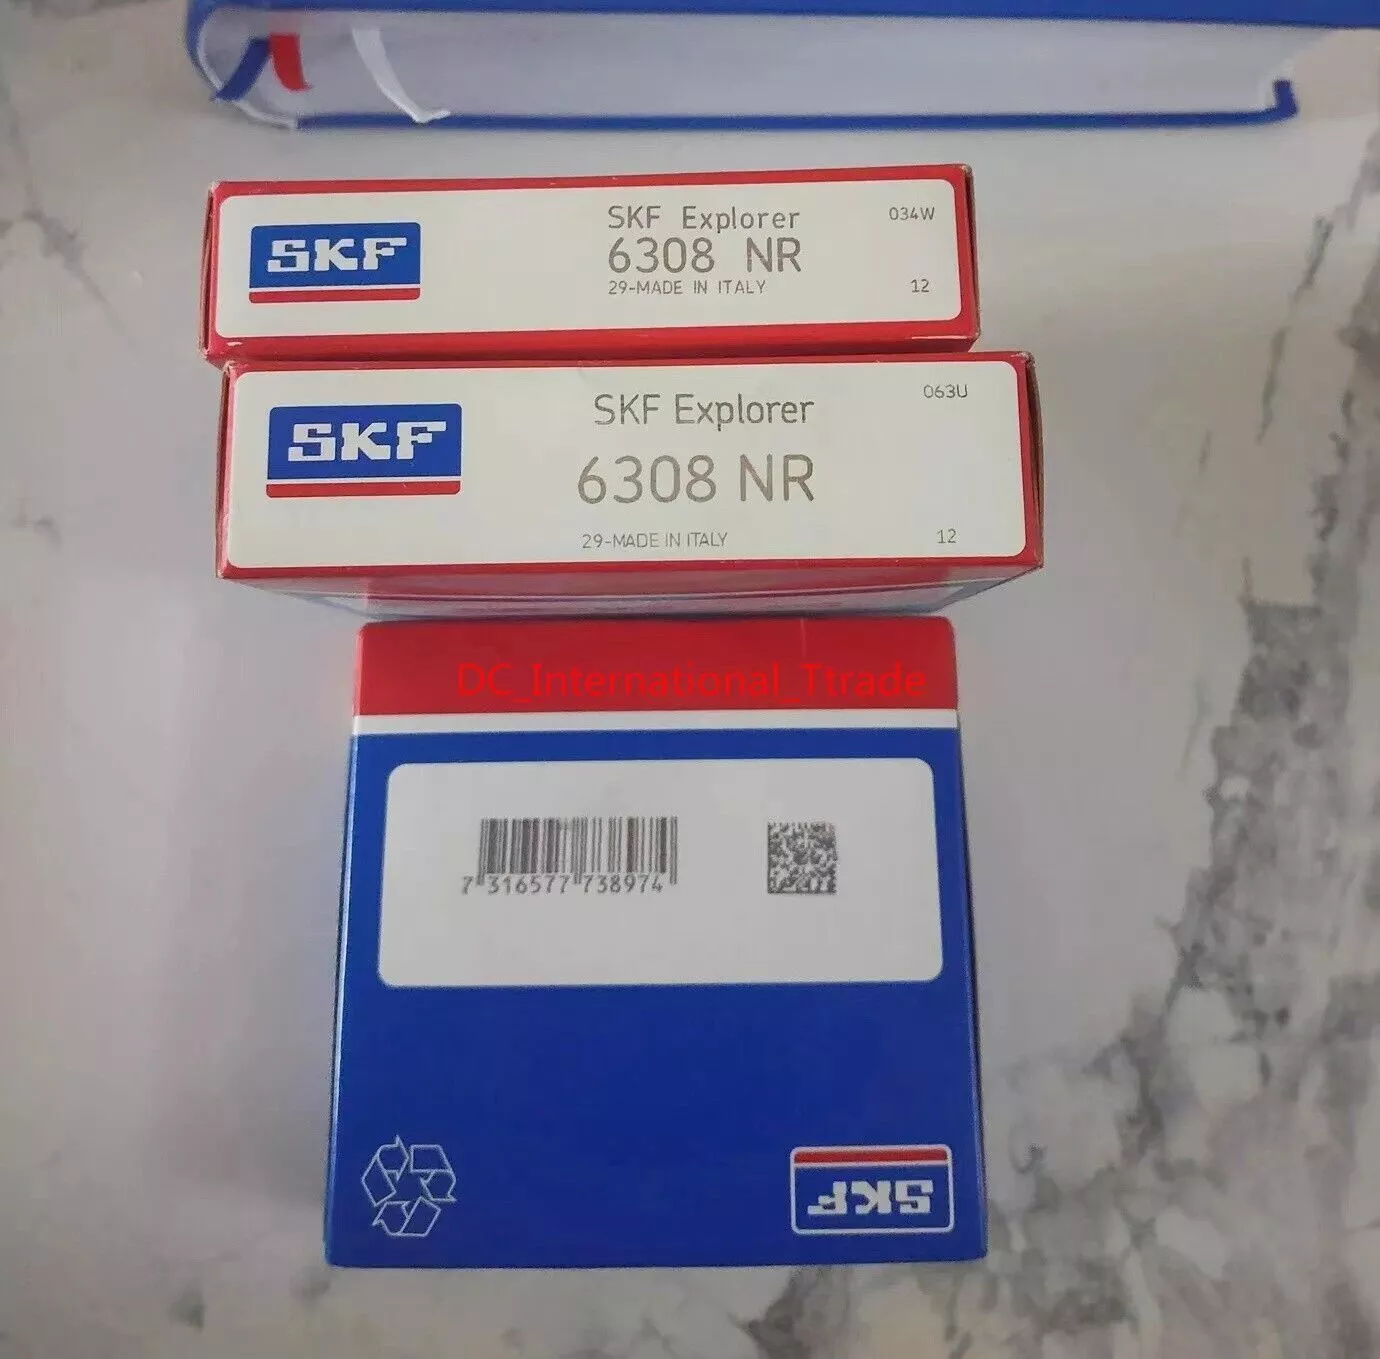 SKF
SKF Explorer
034W
6308 NR
29-MADE IN ITALY
12
SKF
SKF Explorer
063U
6308 NR
29-MADE IN ITALY
12
DC_International_Ttrade
7 316577 738974
SKF